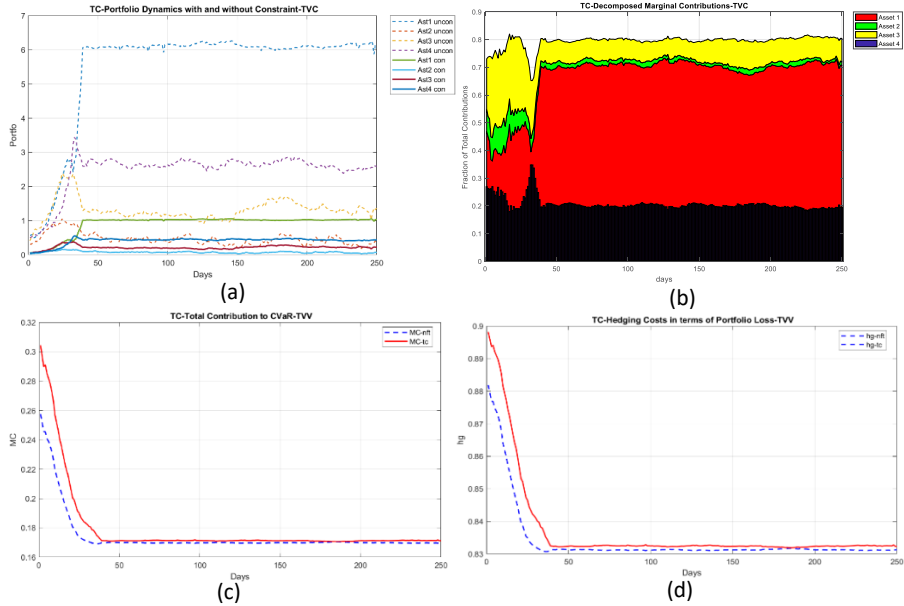 TC-Portfolio Dynamics with and without Constraint-TVC
7
6
5
4
3
2
1
0
Portfo
0
50
100
150
200
250
Days
Ast1 uncon
Ast2 uncon
Ast3 uncon
Ast4 uncon
Ast1 con
Ast2 con
Ast3 con
Ast4 con
(a)
TC-Decomposed Marginal Contributions-TVC
0.9
0.8
0.7
0.6
0.5
0.4
0.3
0.2
0.1
0
Fraction of Total Contributions
0
50
100
150
200
250
days
Asset 1
Asset 2
Asset 3
Asset 4
(b)
TC-Total Contribution to CVaR-TVV
0.32
0.3
0.28
0.26
0.24
0.22
0.2
0.18
0.16
MC
0
50
100
150
200
250
Days
MC-nft
MC-tc
(c)
TC-Hedging Costs in terms of Portfolio Loss-TVV
0.9
0.89
0.88
0.87
0.86
0.85
0.84
0.83
hg
0
50
100
150
200
250
Days
hg-nft
hg-tc
(d)